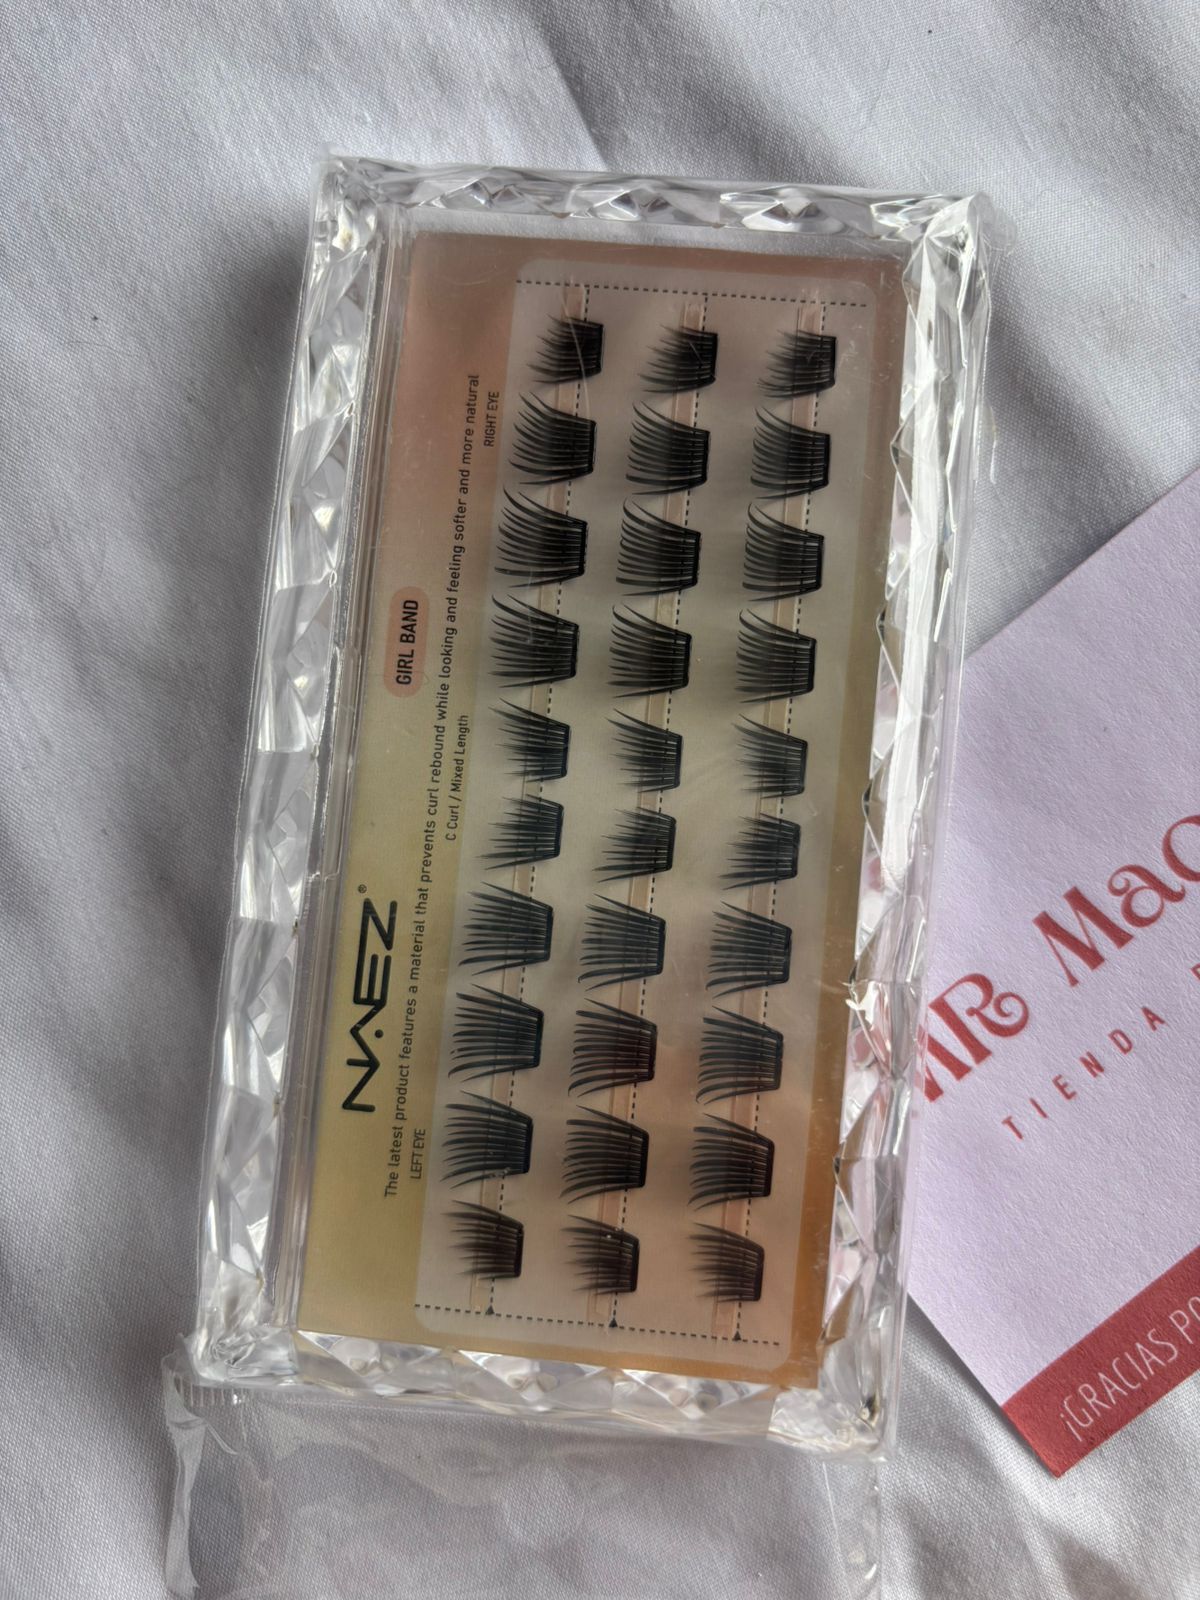 NAEZ®
GIRL BAND
The latest product features a material that prevents curl rebound while looking and feeling softer and more natural
C Curl / Mixed Length
LEFT EYE
RIGHT EYE
TIENDA
¡GRACIAS